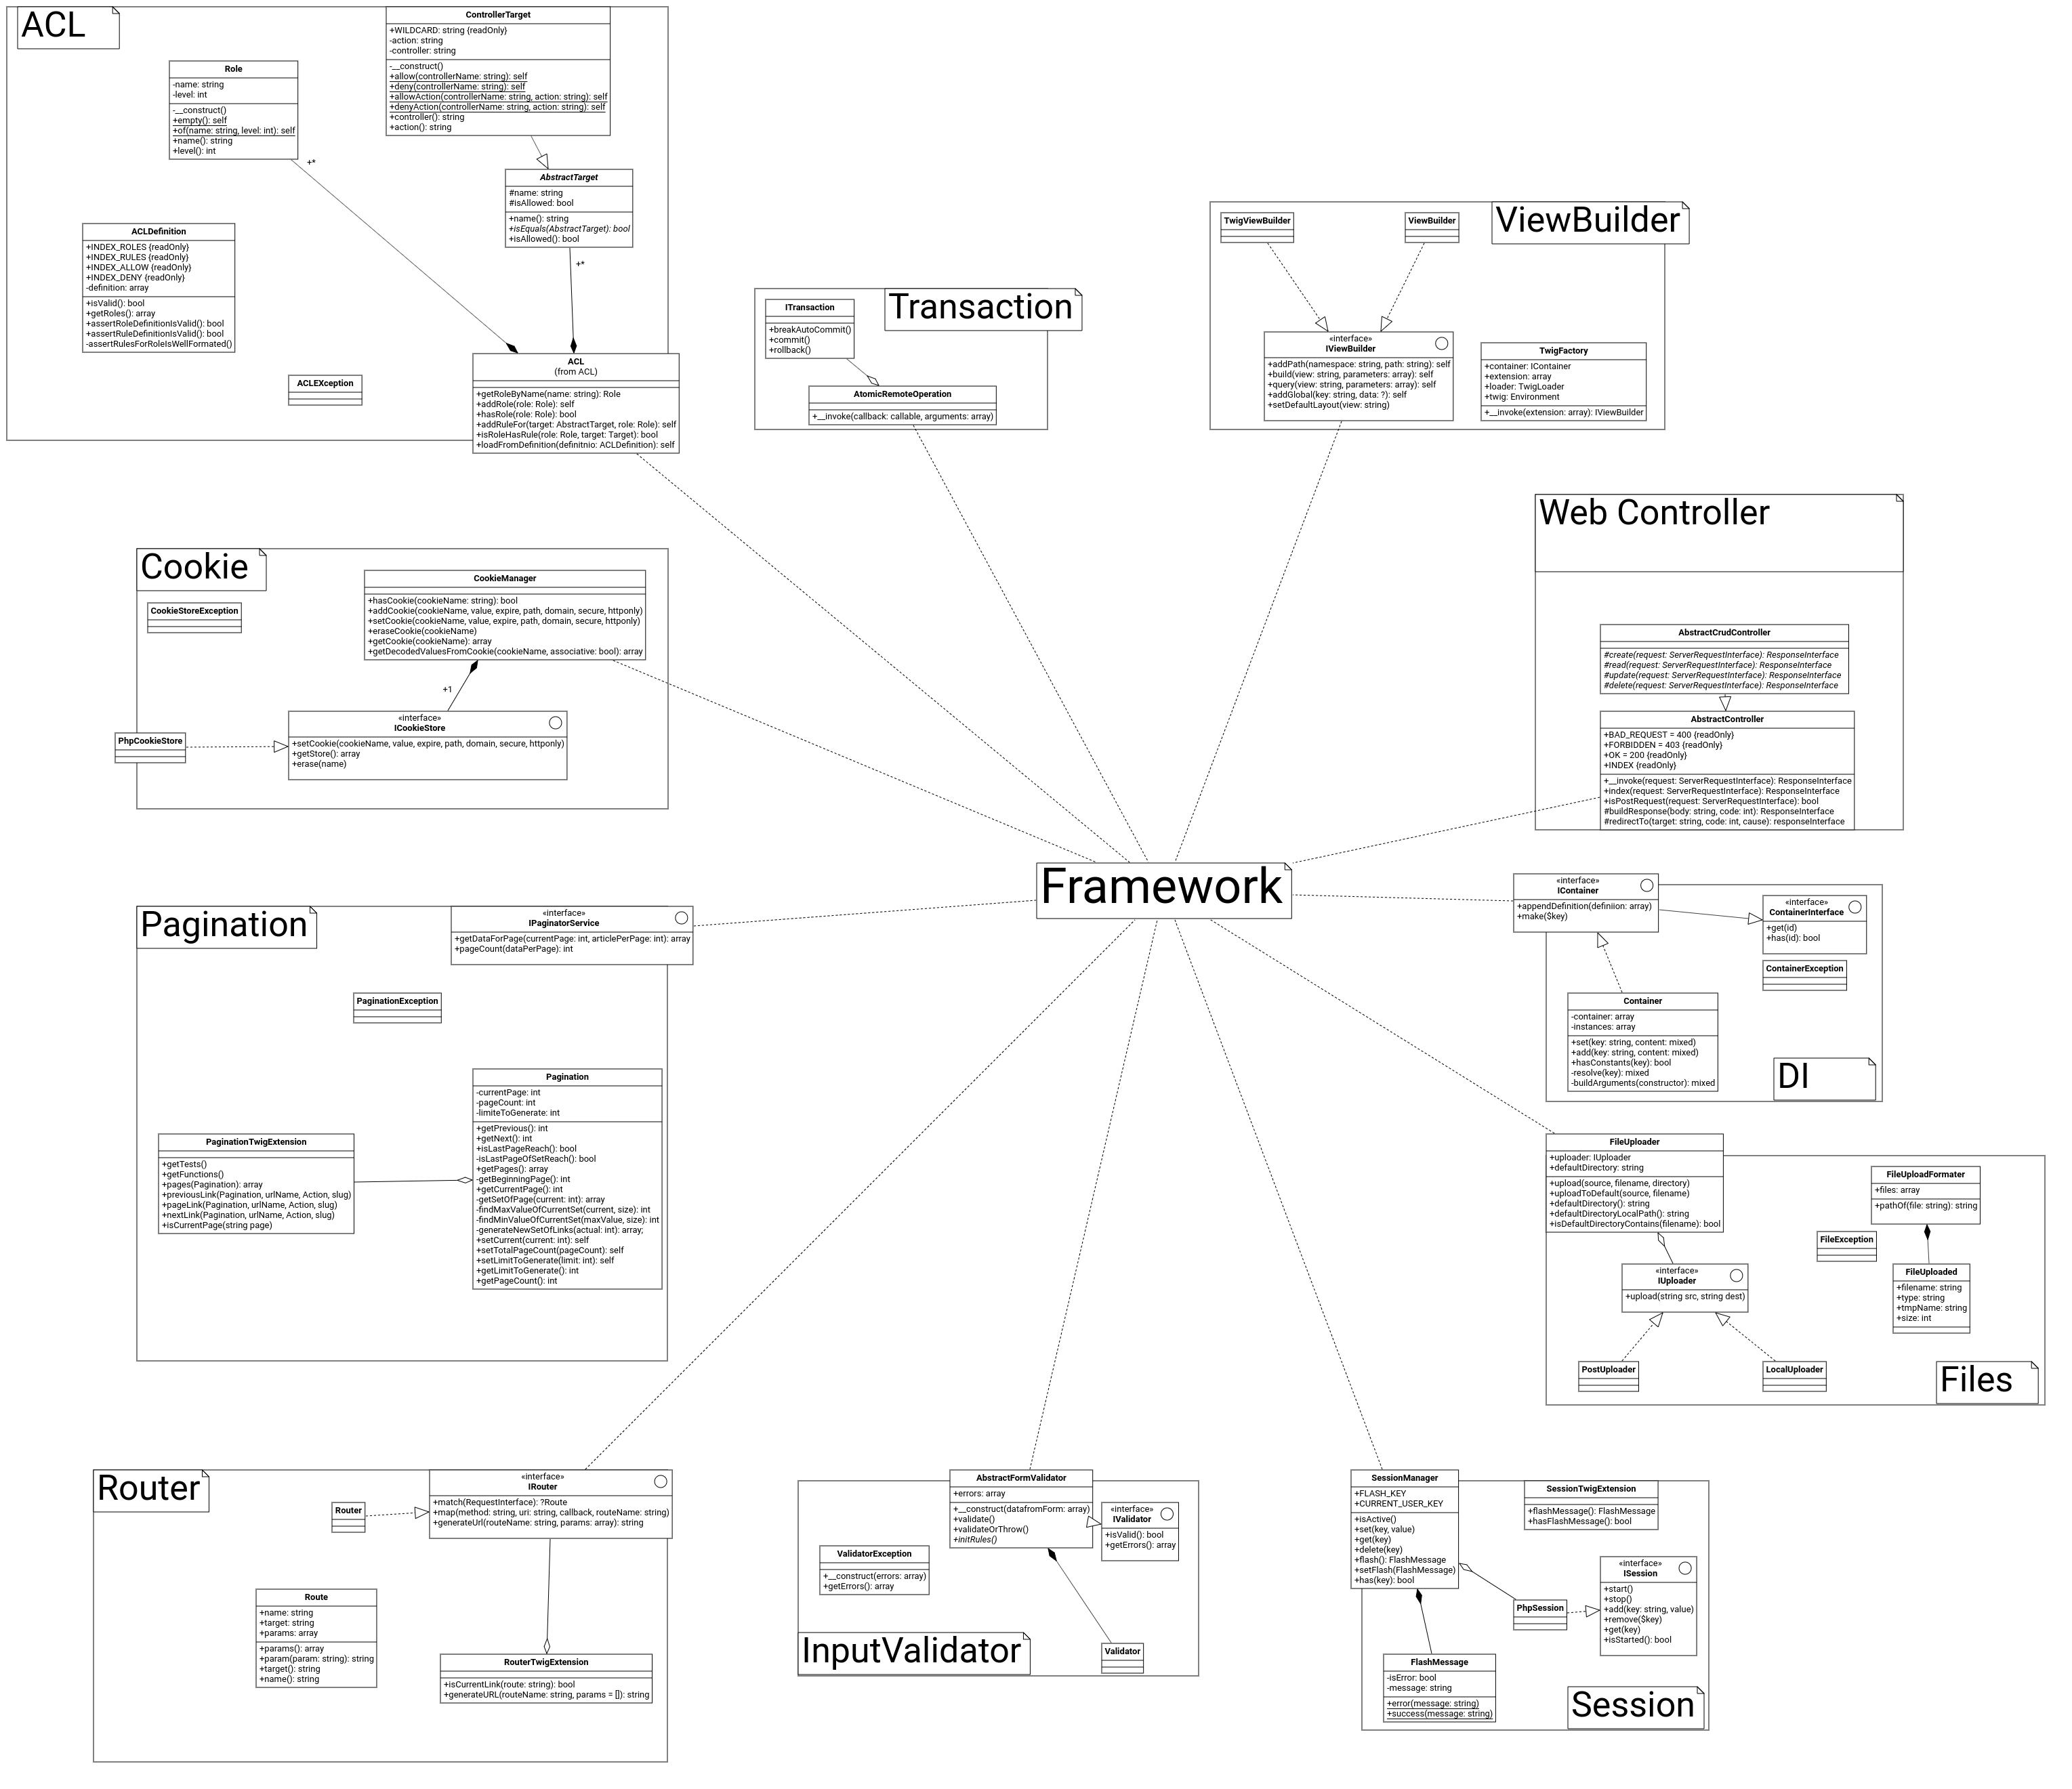 ACL
ControllerTarget
+WILDCARD: string {readOnly}
-action: string
-controller: string
-__construct()
+allow(controllerName: string): self
+deny(controllerName: string): self
+allowAction(controllerName: string, action: string): self
+denyAction(controllerName: string, action: string): self
+controller(): string
+action(): string
Role
-name: string
-level: int
-__construct()
+empty(): self
+of(name: string, level: int): self
+name(): string
+level(): int
+*
AbstractTarget
#name: string
#isAllowed: bool
+name(): string
+isEquals(AbstractTarget): bool
+isAllowed(): bool
+*
ACLDefinition
+INDEX_ROLES {readOnly}
+INDEX_RULES {readOnly}
+INDEX_ALLOW {readOnly}
+INDEX_DENY {readOnly}
-definition: array
+isValid(): bool
+getRoles(): array
+assertRoleDefinitionIsValid(): bool
+assertRuleDefinitionIsValid(): bool
-assertRulesForRoleIsWellFormated()
ACLEXception
ACL
(from ACL)
+getRoleByName(name: string): Role
+addRole(role: Role): self
+hasRole(role: Role): bool
+addRuleFor(target: AbstractTarget, role: Role): self
+isRoleHasRule(role: Role, target: Target): bool
+loadFromDefinition(definitnio: ACLDefinition): self
Transaction
ITransaction
+breakAutoCommit()
+commit()
+rollback()
AtomicRemoteOperation
+__invoke(callback: callable, arguments: array)
ViewBuilder
TwigViewBuilder
ViewBuilder
«interface»
IViewBuilder
+addPath(namespace: string, path: string): self
+build(view: string, parameters: array): self
+query(view: string, parameters: array): self
+addGlobal(key: string, data: ?): self
+setDefaultLayout(view: string)
TwigFactory
+container: IContainer
+extension: array
+loader: TwigLoader
+twig: Environment
+__invoke(extension: array): IViewBuilder
Web Controller
AbstractCrudController
#create(request: ServerRequestInterface): ResponseInterface
#read(request: ServerRequestInterface): ResponseInterface
#update(request: ServerRequestInterface): ResponseInterface
#delete(request: ServerRequestInterface): ResponseInterface
AbstractController
+BAD_REQUEST = 400 {readOnly}
+FORBIDDEN = 403 {readOnly}
+OK = 200 {readOnly}
+INDEX {readOnly}
+__invoke(request: ServerRequestInterface): ResponseInterface
+index(request: ServerRequestInterface): ResponseInterface
+isPostRequest(request: ServerRequestInterface): bool
#buildResponse(body: string, code: int): ResponseInterface
#redirectTo(target: string, code: int, cause): responseInterface
Cookie
CookieStoreException
CookieManager
+hasCookie(cookieName: string): bool
+addCookie(cookieName, value, expire, path, domain, secure, httponly)
+setCookie(cookieName, value, expire, path, domain, secure, httponly)
+eraseCookie(cookieName)
+getCookie(cookieName): array
+getDecodedValuesFromCookie(cookieName, associative: bool): array
+1
PhpCookieStore
«interface»
ICookieStore
+setCookie(cookieName, value, expire, path, domain, secure, httponly)
+getStore(): array
+erase(name)
Framework
«interface»
IContainer
+appendDefinition(definiion: array)
+make($key)
«interface»
ContainerInterface
+get(id)
+has(id): bool
ContainerException
Container
-container: array
-instances: array
+set(key: string, content: mixed)
+add(key: string, content: mixed)
+hasConstants(key): bool
-resolve(key): mixed
-buildArguments(constructor): mixed
DI
Pagination
«interface»
IPaginatorService
+getDataForPage(currentPage: int, articlePerPage: int): array
+pageCount(dataPerPage): int
PaginationException
Pagination
-currentPage: int
-pageCount: int
-limiteToGenerate: int
+getPrevious(): int
+getNext(): int
+isLastPageReach(): bool
-isLastPageOfSetReach(): bool
+getPages(): array
-getBeginningPage(): int
+getCurrentPage(): int
-getSetOfPage(current: int): array
-findMaxValueOfCurrentSet(current, size): int
-findMinValueOfCurrentSet(maxValue, size): int
-generateNewSetOfLinks(actual: int): array;
+setCurrent(current: int): self
+setTotalPageCount(pageCount): self
+setLimitToGenerate(limit: int): self
+getLimitToGenerate(): int
+getPageCount(): int
PaginationTwigExtension
+getTests()
+getFunctions()
+pages(Pagination): array
+previousLink(Pagination, urlName, Action, slug)
+pageLink(Pagination, urlName, Action, slug)
+nextLink(Pagination, urlName, Action, slug)
+isCurrentPage(string page)
FileUploader
+uploader: IUploader
+defaultDirectory: string
+upload(source, filename, directory)
+uploadToDefault(source, filename)
+defaultDirectory(): string
+defaultDirectoryLocalPath(): string
+isDefaultDirectoryContains(filename): bool
FileUploadFormater
+files: array
+pathOf(file: string): string
FileException
«interface»
IUploader
+upload(string src, string dest)
FileUploaded
+filename: string
+type: string
+tmpName: string
+size: int
PostUploader
LocalUploader
Files
Router
Router
«interface»
IRouter
+match(RequestInterface): ?Route
+map(method: string, uri: string, callback, routeName: string)
+generateUrl(routeName: string, params: array): string
Route
+name: string
+target: string
+params: array
+params(): array
+param(param: string): string
+target(): string
+name(): string
RouterTwigExtension
+isCurrentLink(route: string): bool
+generateURL(routeName: string, params = []): string
AbstractFormValidator
+errors: array
+__construct(datafromForm: array)
+validate()
+validateOrThrow()
+initRules()
«interface»
IValidator
+isValid(): bool
+getErrors(): array
ValidatorException
+__construct(errors: array)
+getErrors(): array
InputValidator
Validator
SessionManager
+FLASH_KEY
+CURRENT_USER_KEY
+isActive()
+set(key, value)
+get(key)
+delete(key)
+flash(): FlashMessage
+setFlash(FlashMessage)
+has(key): bool
SessionTwigExtension
+flashMessage(): FlashMessage
+hasFlashMessage(): bool
PhpSession
«interface»
ISession
+start()
+stop()
+add(key: string, value)
+remove($key)
+get(key)
+isStarted(): bool
FlashMessage
-isError: bool
-message: string
+error(message: string)
+success(message: string)
Session